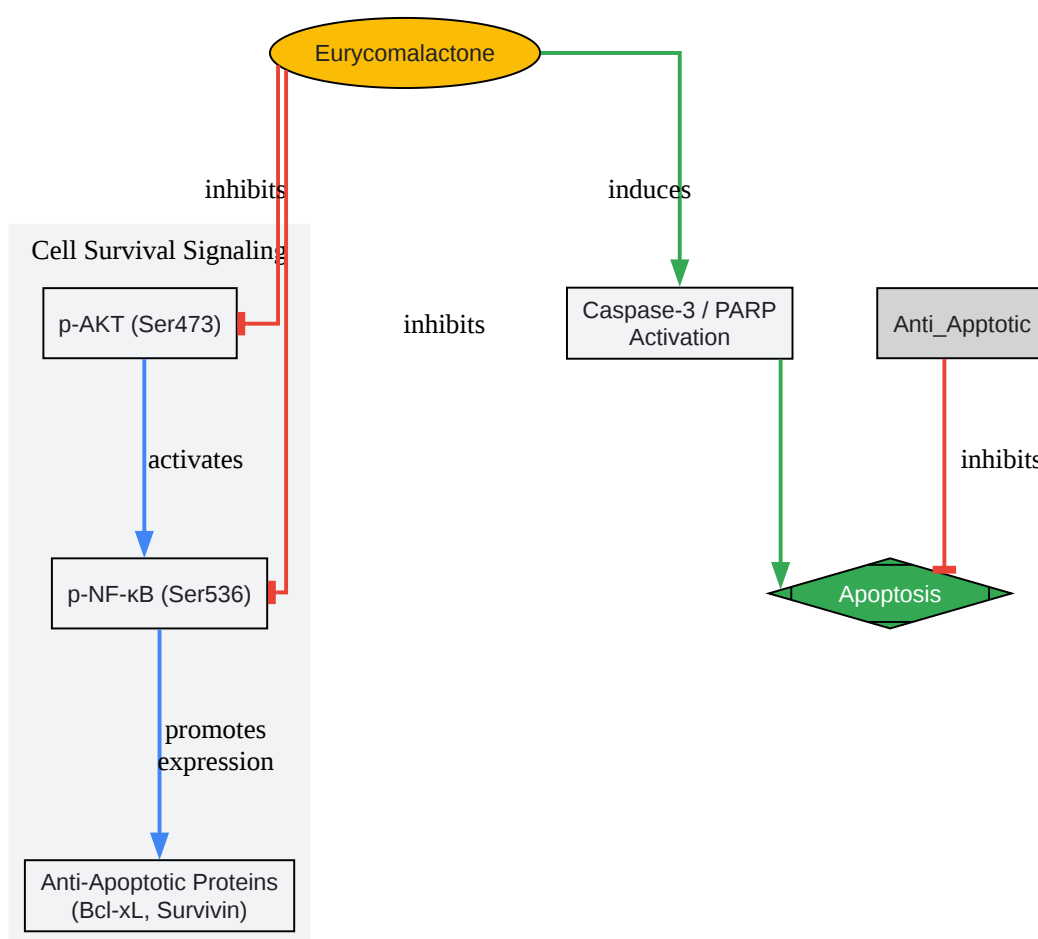 Eurycomalactone
inhibits
induces
Cell Survival Signaling
p-AKT (Ser473)
inhibits
Caspase-3 / PARP
Activation
Anti_Apptotic
activates
inhibits
p-NF-κB (Ser536)
Apoptosis
promotes
expression
Anti-Apoptotic Proteins
(Bcl-xL, Survivin)